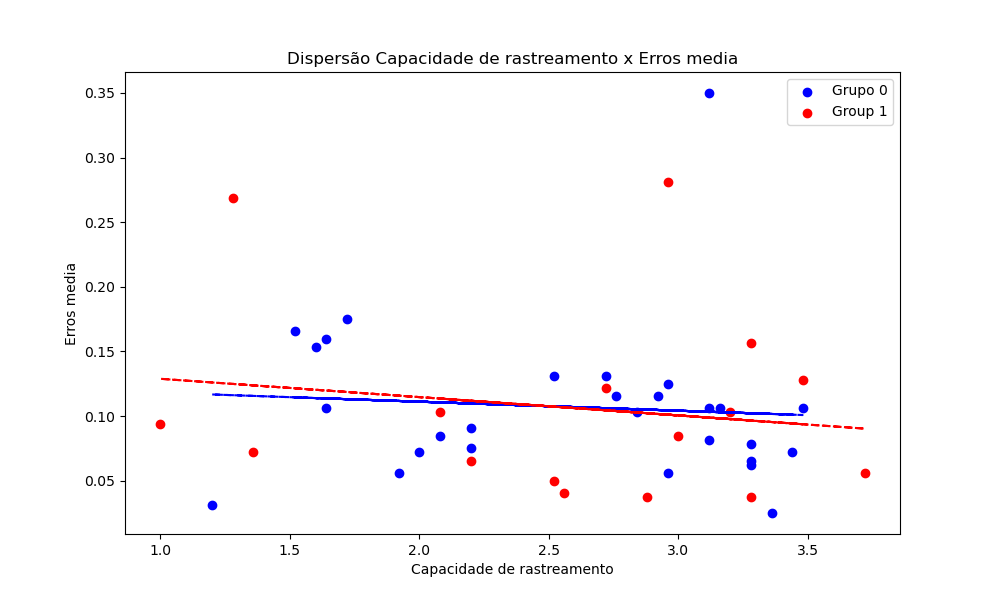 Dispersão Capacidade de rastreamento x Erros media
Grupo 0
Group 1
0.35
0.30
0.25
0.20
0.15
0.10
0.05
Erros media
1.0 1.5 2.0 2.5 3.0 3.5
Capacidade de rastreamento